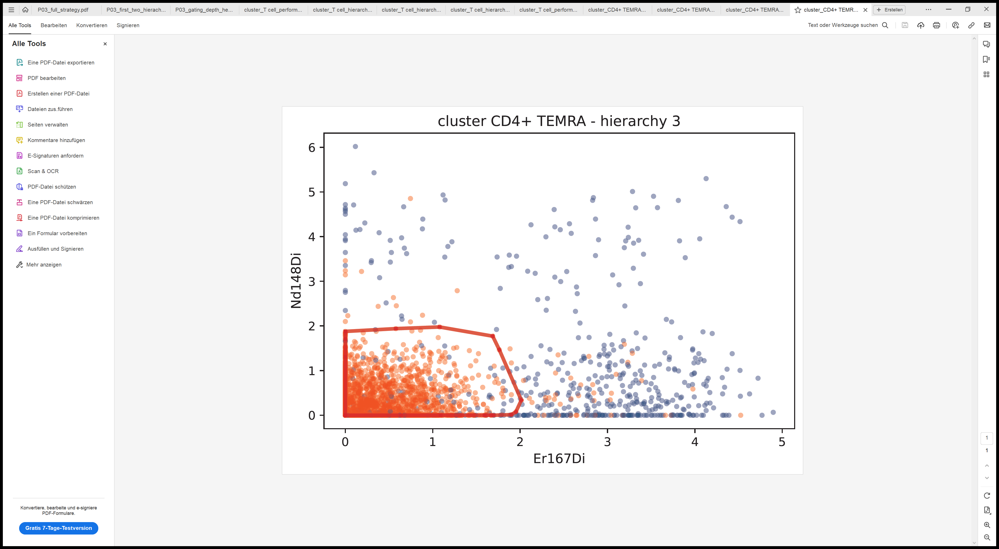 P03_full_strategy.pdf
P03_first_two_hierach...
P03_gating_depth_he...
cluster_T cell_perform...
cluster_T cell_hierarch...
cluster_T cell_hierarch...
cluster_T cell_hierarch...
cluster_T cell_perform...
cluster_CD4+ TEMRA...
cluster_CD4+ TEMRA...
cluster_CD4+ TEMRA...
cluster_CD4+ TEMR...
Erstellen
Alle Tools
Bearbeiten
Konvertieren
Signieren
Text oder Werkzeuge suchen
Alle Tools
Eine PDF-Datei exportieren
PDF bearbeiten
Erstellen einer PDF-Datei
Dateien zus.führen
Seiten verwalten
Kommentare hinzufügen
E-Signaturen anfordern
Scan & OCR
PDF-Datei schützen
Eine PDF-Datei schwärzen
Eine PDF-Datei komprimieren
Ein Formular vorbereiten
Ausfüllen und Signieren
Mehr anzeigen
Konvertiere, bearbeite und e-signiere
PDF-Formulare.
Gratis 7-Tage-Testversion
cluster CD4+ TEMRA - hierarchy 3
Nd148Di
6
5
4
3
2
1
0
0
1
2
3
4
5
Er167Di
1
1